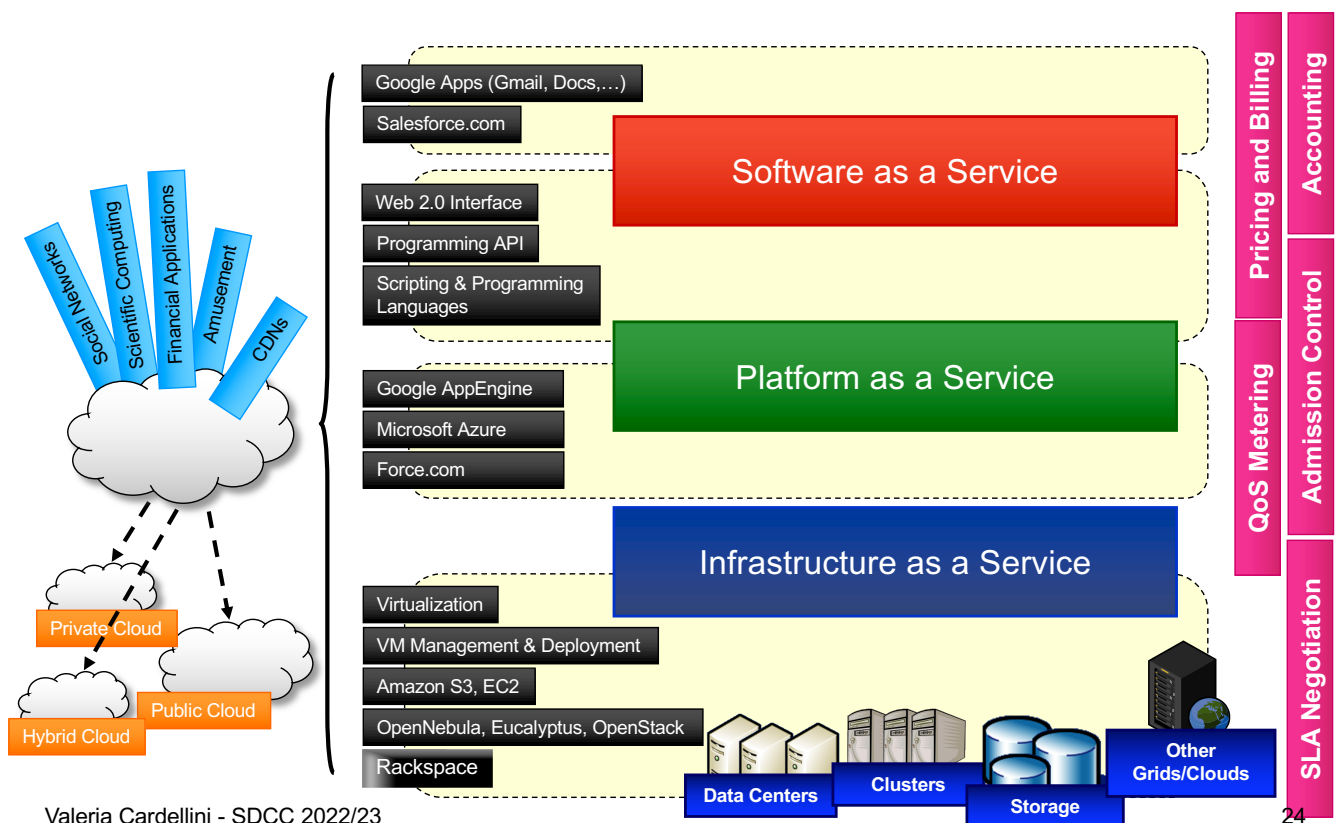 Social Networks
Scientific Computing
Financial Applications
Amusement
CDNs
Private Cloud
Public Cloud
Hybrid Cloud
Google Apps (Gmail, Docs,…)
Salesforce.com
Software as a Service
Web 2.0 Interface
Programming API
Scripting & Programming
Languages
Platform as a Service
Google AppEngine
Microsoft Azure
Force.com
Infrastructure as a Service
Virtualization
VM Management & Deployment
Amazon S3, EC2
OpenNebula, Eucalyptus, OpenStack
Rackspace
Data Centers
Clusters
Storage
Other
Grids/Clouds
Pricing and Billing
QoS Metering
Accounting
Admission Control
SLA Negotiation
Valeria Cardellini - SDCC 2022/23
24